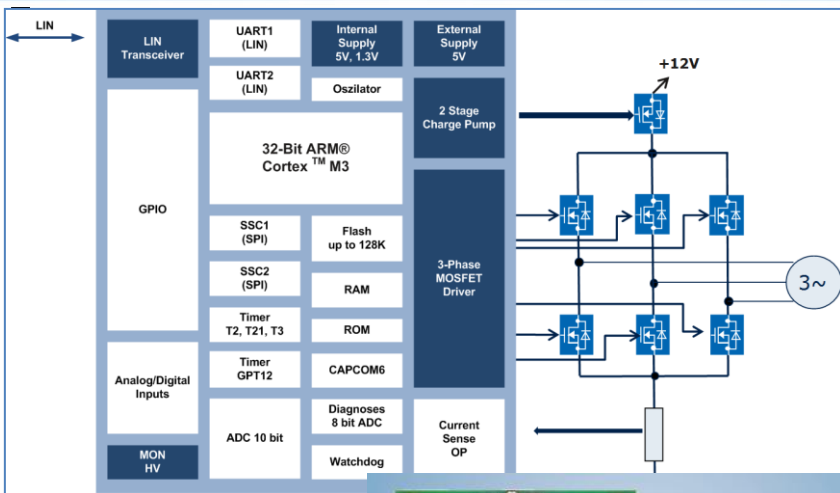 LIN
LIN
Transceiver
UART1
(LIN)
Internal
Supply
5V, 1.3V
External
Supply
5V
UART2
(LIN)
Oszilator
2 Stage
Charge Pump
+12V
32-Bit ARM®
Cortex ™ M3
GPIO
SSC1
(SPI)
Flash
up to 128K
3-Phase
MOSFET
Driver
SSC2
(SPI)
RAM
3~
Timer
T2, T21, T3
ROM
Timer
GPT12
CAPCOM6
Analog/Digital
Inputs
ADC 10 bit
Diagnoses
8 bit ADC
Current
Sense
OP
MON
HV
Watchdog